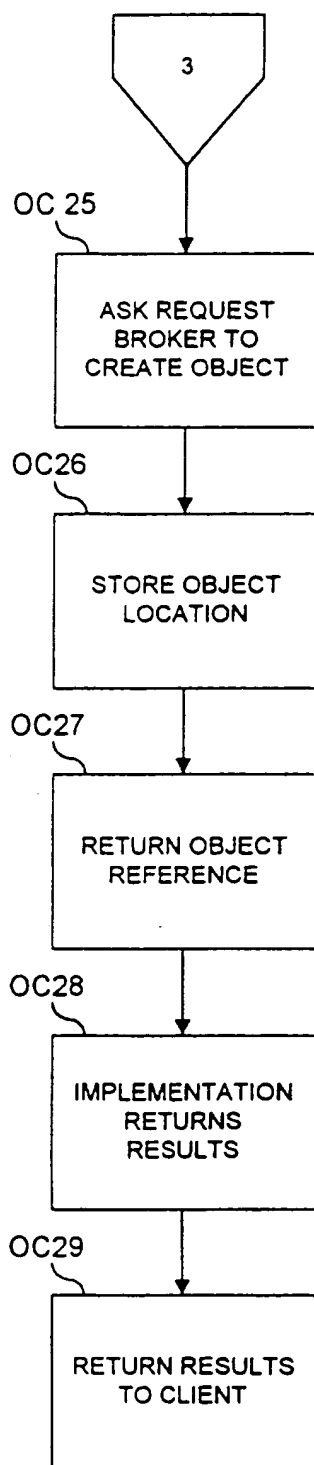 3
OC 25
ASK REQUEST
BROKER TO
CREATE OBJECT
OC26
STORE OBJECT
LOCATION
OC27
RETURN OBJECT
REFERENCE
OC28
IMPLEMENTATION
RETURNS
RESULTS
OC29
RETURN RESULTS
TO CLIENT